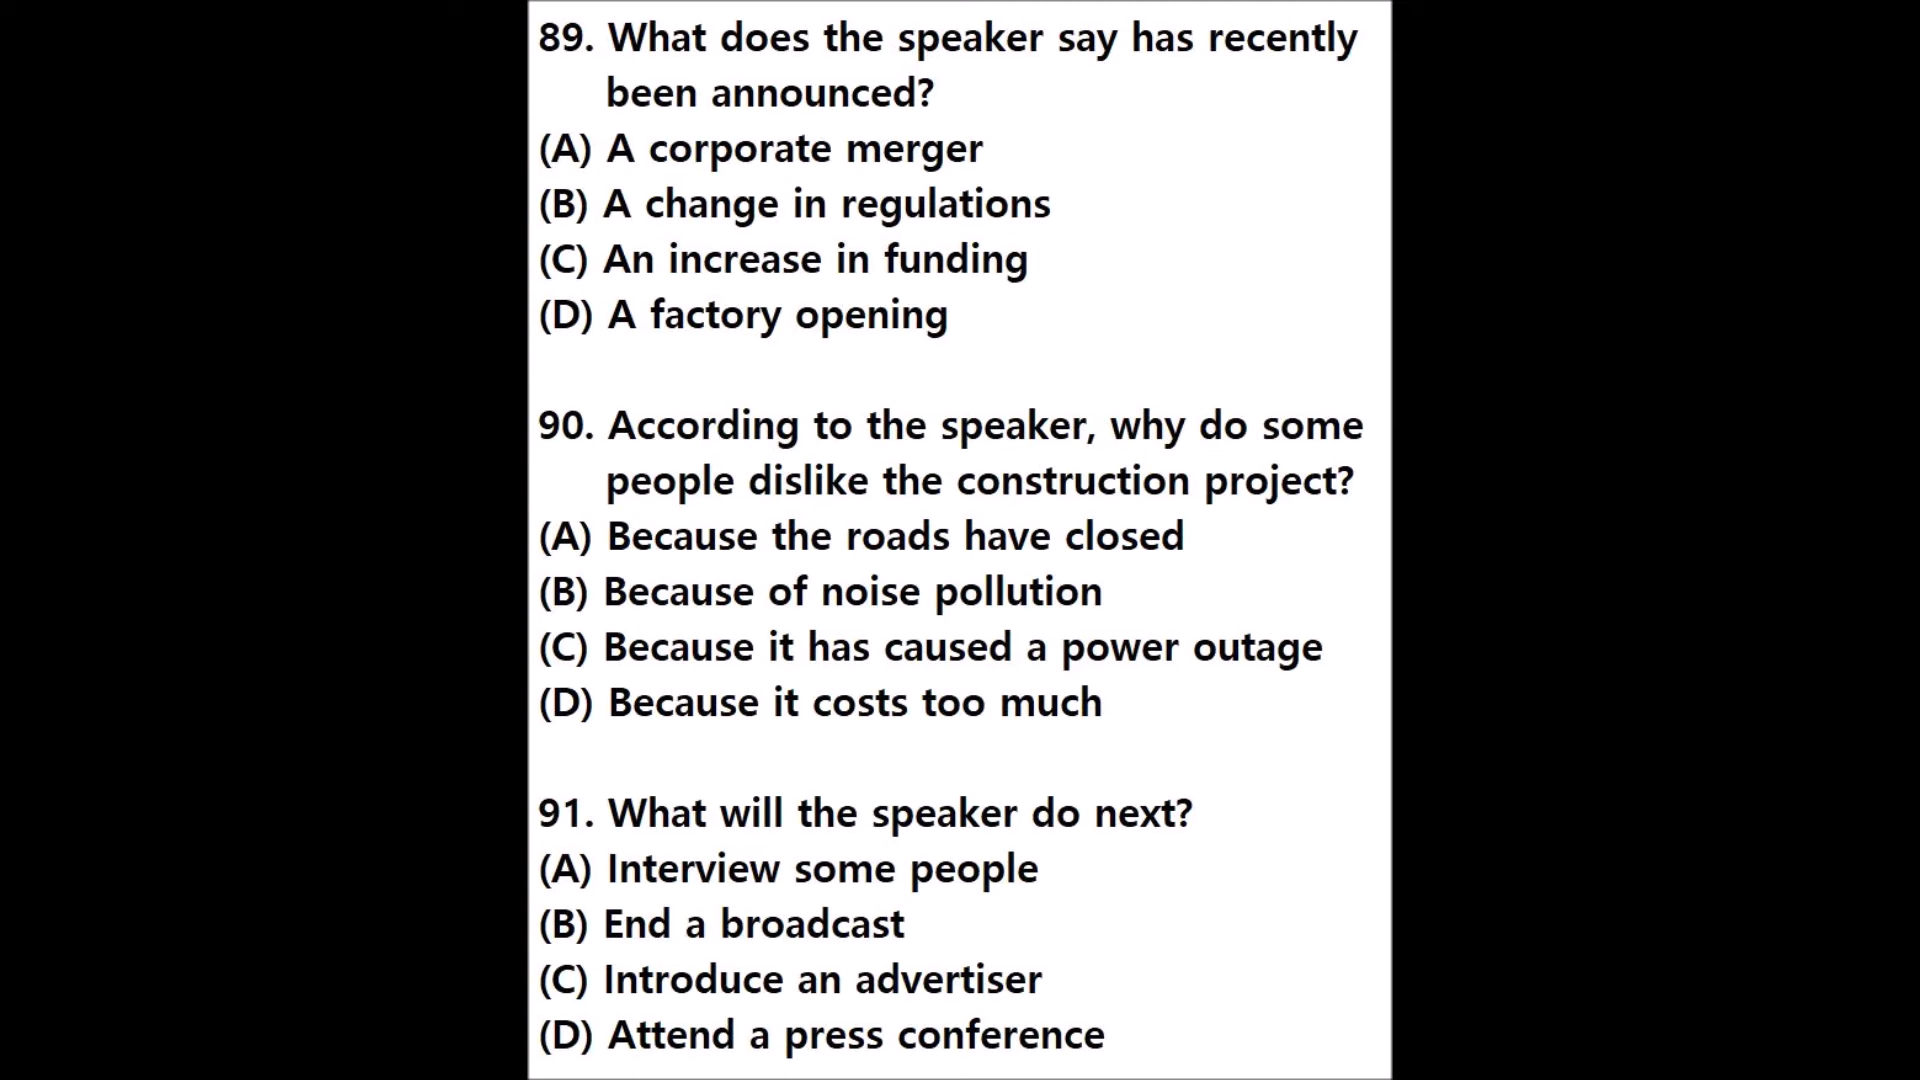 89. What does the speaker say has recently
been announced?
(A) A corporate merger
(B) A change in regulations
(C) An increase in funding
(D) A factory opening
90. According to the speaker, why do some
people dislike the construction project?
(A) Because the roads have closed
(B) Because of noise pollution
(C) Because it has caused a power outage
(D) Because it costs too much
91. What will the speaker do next?
(A) Interview some people
(B) End a broadcast
(C) Introduce an advertiser
(D) Attend a press conference